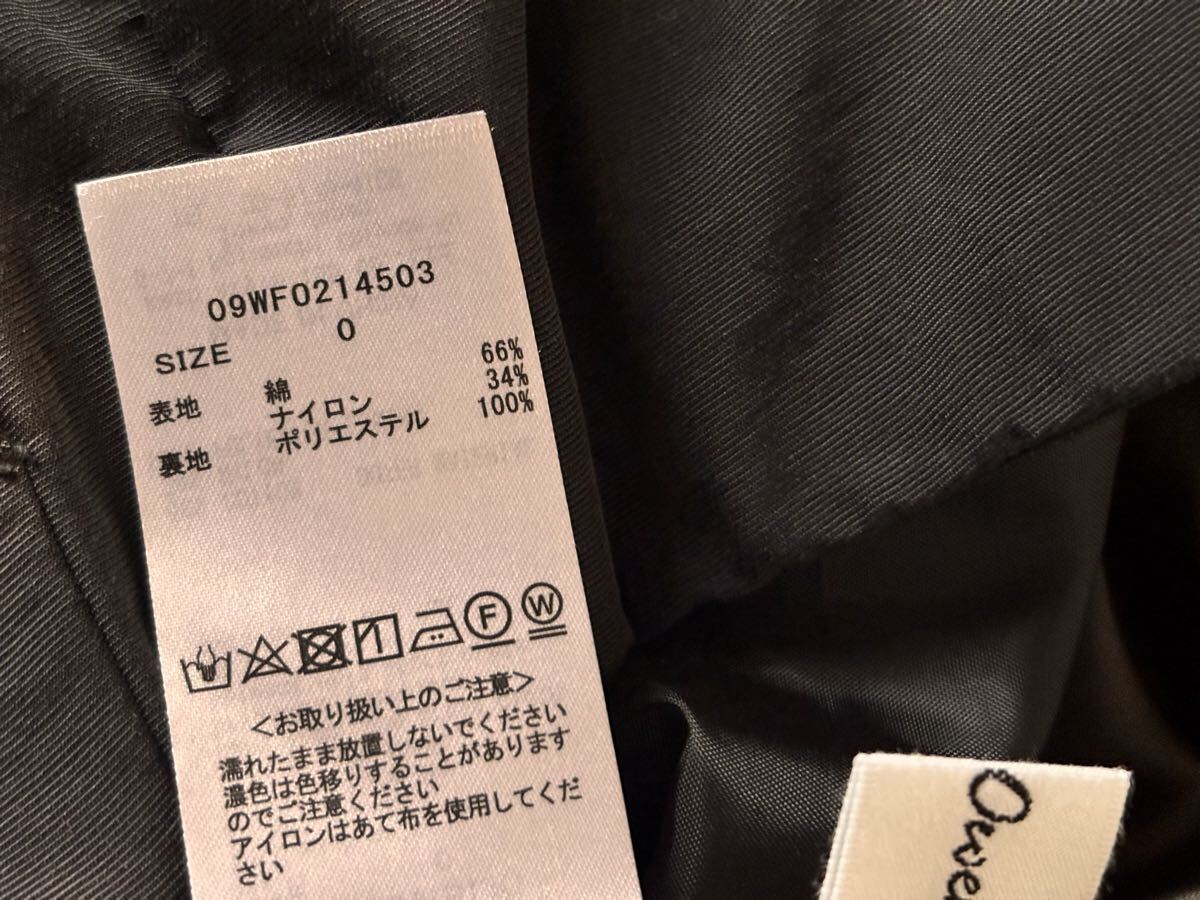 09WF0214503
SIZE 0
表地 綿 66%
ナイロン 34%
裏地 ポリエステル 100%
F W
<お取り扱い上のご注意>
濡れたまま放置しないでください
濃色は色移りすることがあります
のでご注意ください
アイロンはあて布を使用してくだ
さい
Owe